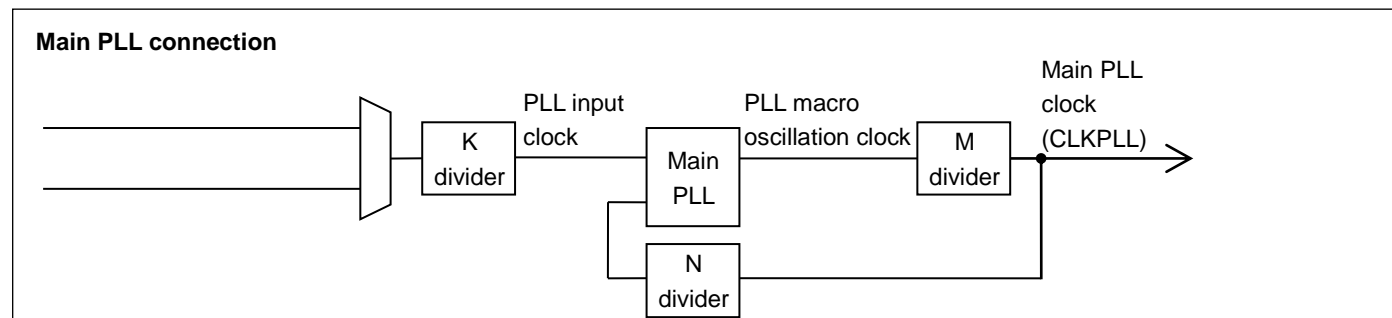 Main PLL connection
Main PLL
clock
(CLKPLL)
PLL input
clock
PLL macro
oscillation clock
K
divider
Main
PLL
M
divider
N
divider